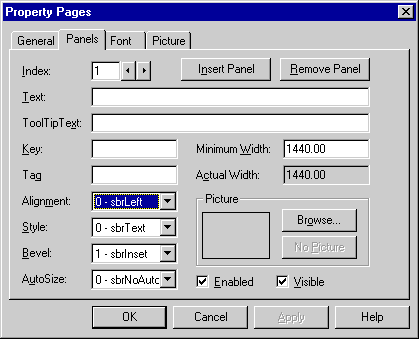 Property Pages
General Panels Font Picture
Index: 1 Insert Panel Remove Panel
Text:
ToolTipText:
Key: Minimum Width: 1440.00
Tag Actual Width: 1440.00
Alignment: 0 - sbrLeft Picture
Style: 0 - sbrText Browse...
Bevel: 1 - sbrInset No Picture
AutoSize: 0 - sbrNoAuto Enabled Visible
OK Cancel Apply Help